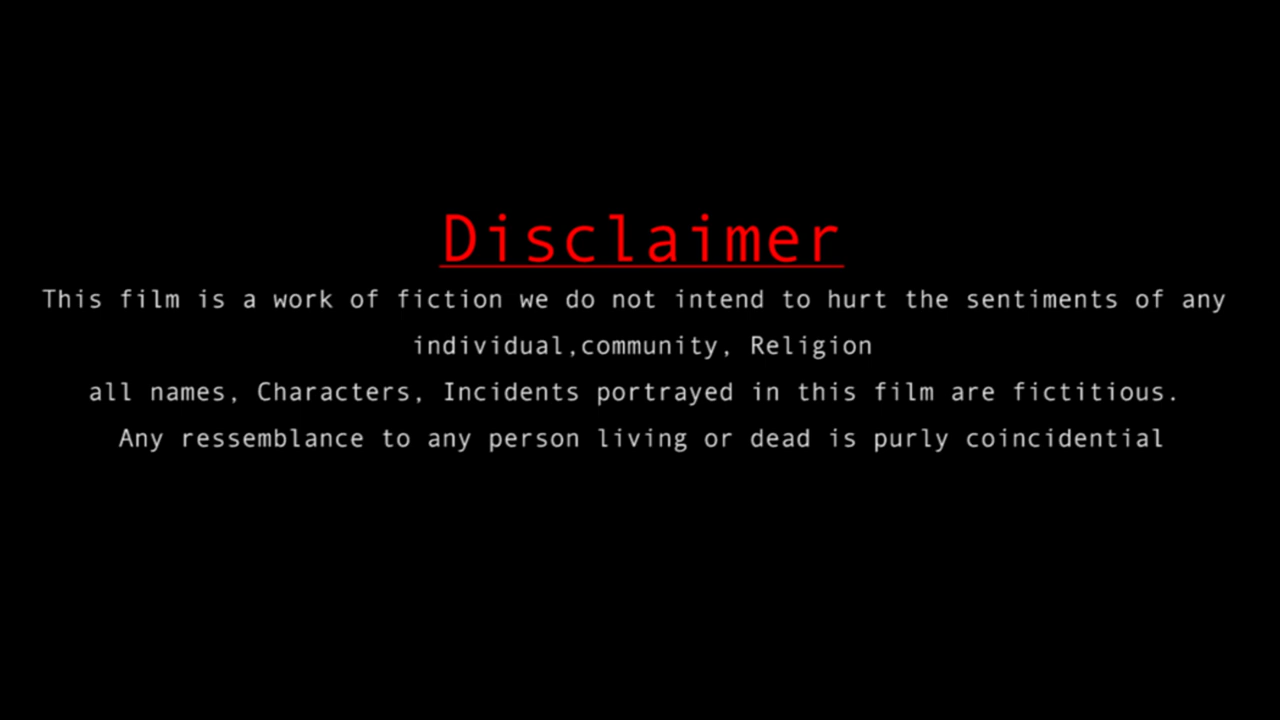 Disclaimer
This film is a work of fiction we do not intend to hurt the sentiments of any
individual,community, Religion
all names, Characters, Incidents portrayed in this film are fictitious.
Any ressemblance to any person living or dead is purly coincidential